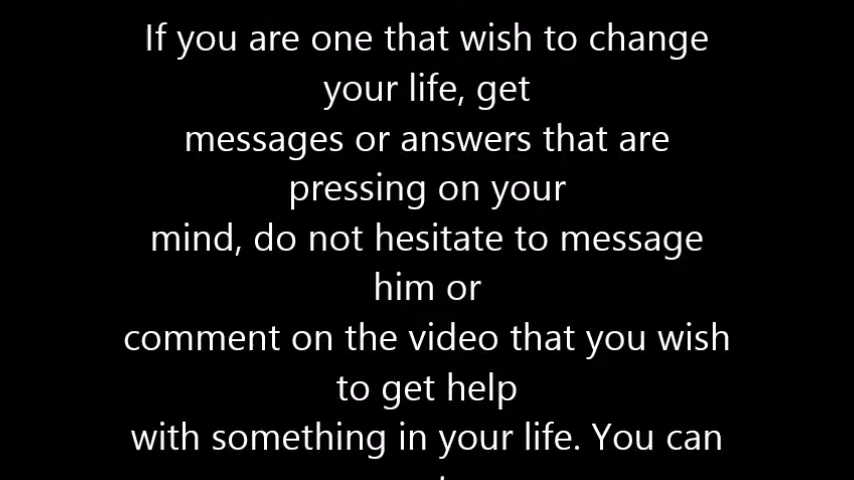 If you are one that wish to change
your life, get
messages or answers that are
pressing on your
mind, do not hesitate to message
him or
comment on the video that you wish
to get help
with something in your life. You can